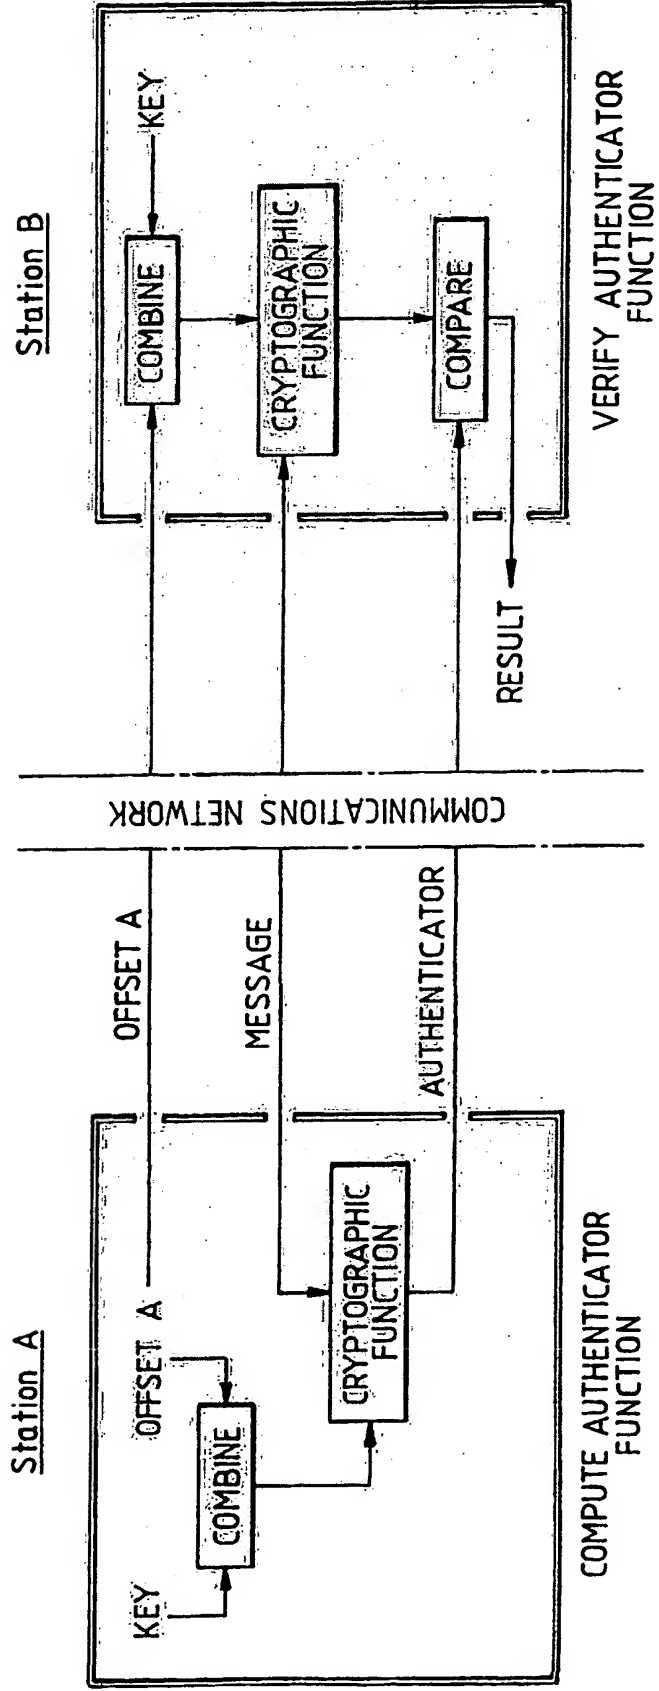 Station A
KEY
OFFSET A
COMBINE
CRYPTOGRAPHIC
FUNCTION
COMPUTE AUTHENTICATOR
FUNCTION
OFFSET A
MESSAGE
AUTHENTICATOR
COMMUNICATIONS NETWORK
Station B
COMBINE
KEY
CRYPTOGRAPHIC
FUNCTION
COMPARE
RESULT
VERIFY AUTHENTICATOR
FUNCTION